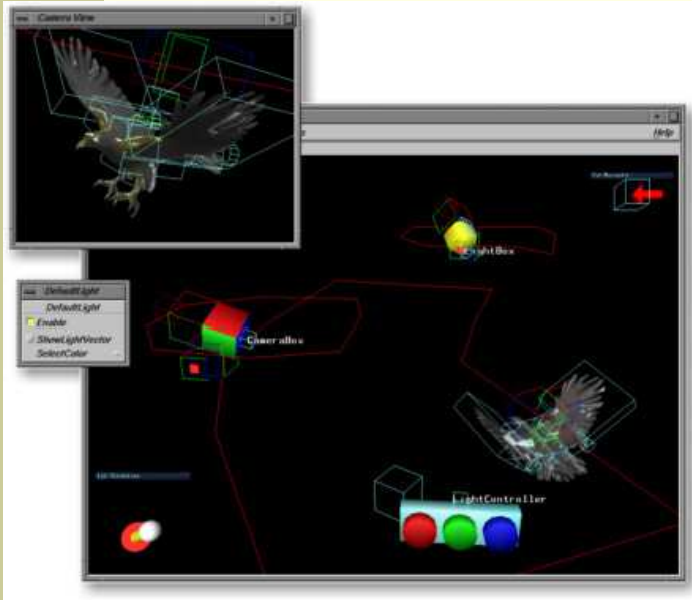 Camera View
Help
LightBox
DefaultLight
DefaultLight
Enable
ShowLightVector
SelectColor
CameraBox
LightController